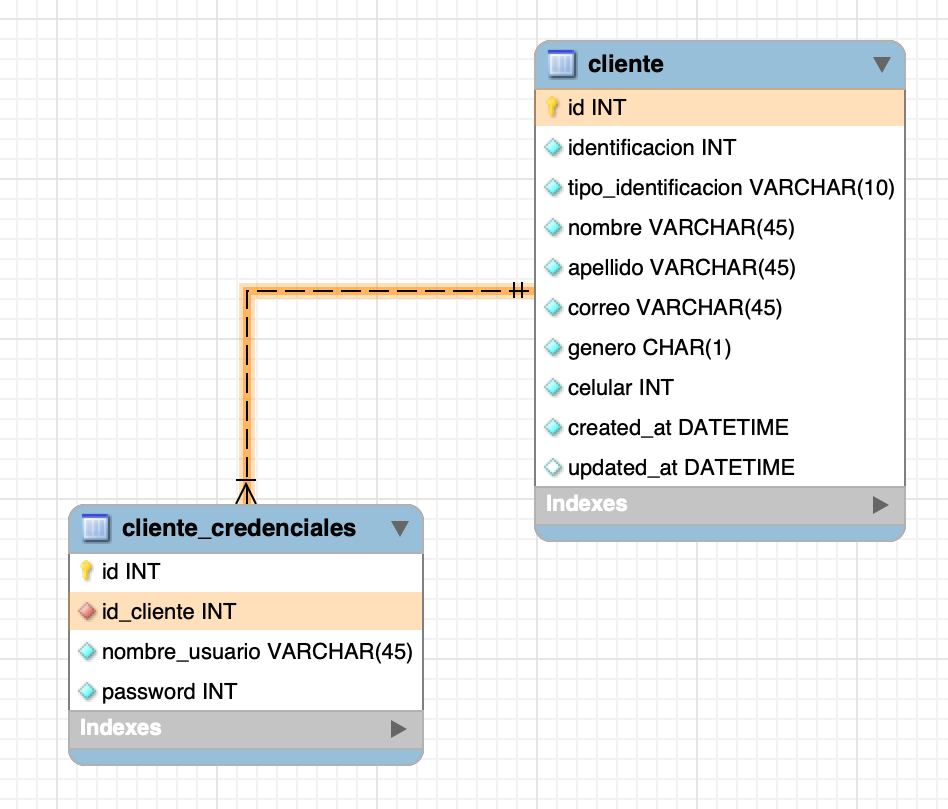 cliente
id INT
identificacion INT
tipo_identificacion VARCHAR(10)
nombre VARCHAR(45)
apellido VARCHAR(45)
correo VARCHAR(45)
genero CHAR(1)
celular INT
created_at DATETIME
updated_at DATETIME
Indexes
cliente_credenciales
id INT
id_cliente INT
nombre_usuario VARCHAR(45)
password INT
Indexes